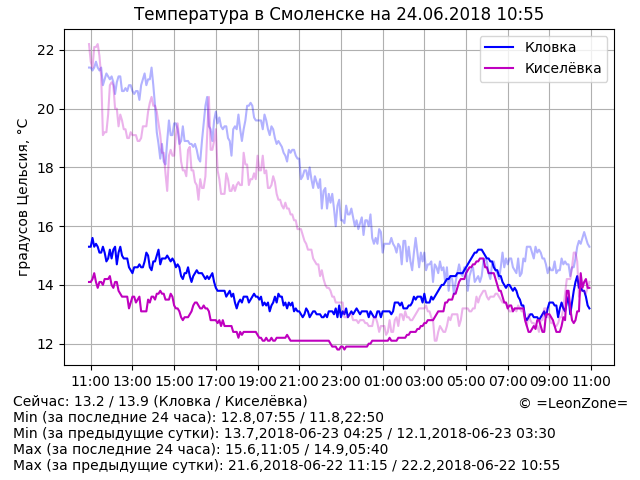 Температура в Смоленске на 24.06.2018 10:55
Кловка
Киселёвка
градусов Цельсия, °C
22
20
18
16
14
12
11:00 13:00 15:00 17:00 19:00 21:00 23:00 01:00 03:00 05:00 07:00 09:00 11:00
Сейчас: 13.2 / 13.9 (Кловка / Киселёвка)
© =LeonZone=
Min (за последние 24 часа): 12.8,07:55 / 11.8,22:50
Min (за предыдущие сутки): 13.7,2018-06-23 04:25 / 12.1,2018-06-23 03:30
Max (за последние 24 часа): 15.6,11:05 / 14.9,05:40
Max (за предыдущие сутки): 21.6,2018-06-22 11:15 / 22.2,2018-06-22 10:55